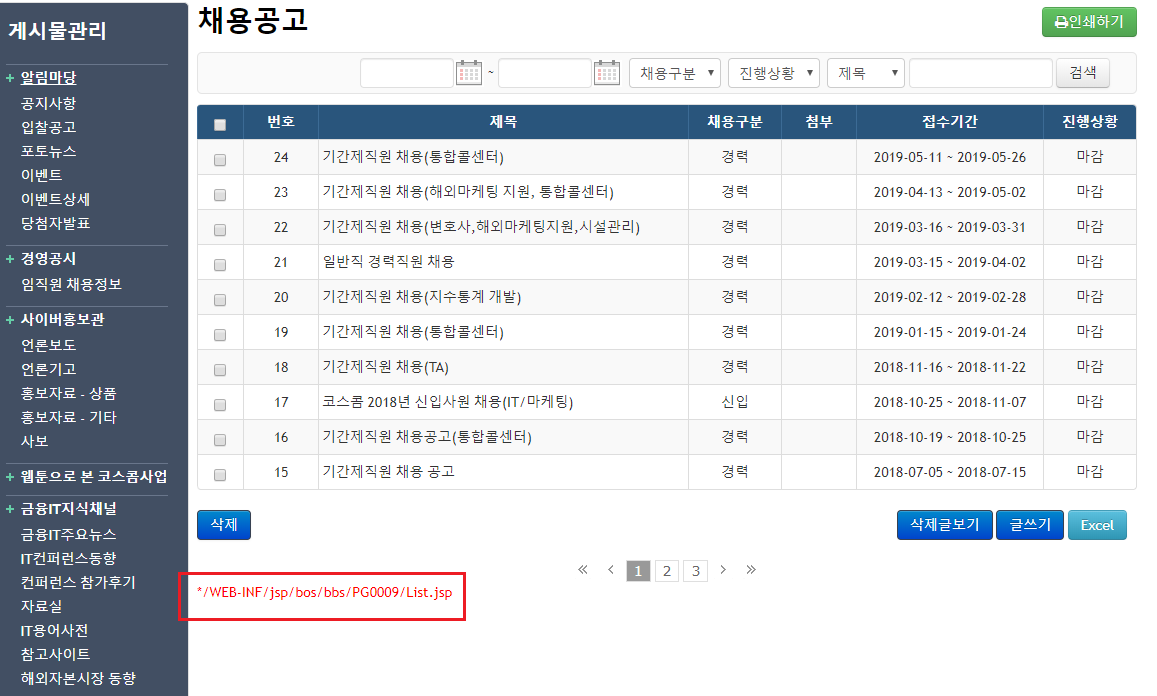 게시물관리
+ 알림마당
공지사항
입찰공고
포토뉴스
이벤트
이벤트상세
당첨자발표
+ 경영공시
임직원 채용정보
+ 사이버홍보관
언론보도
언론기고
홍보자료 - 상품
홍보자료 - 기타
사보
+ 웹툰으로 본 코스콤사업
+ 금융IT지식채널
금융IT주요뉴스
IT컨퍼런스동향
컨퍼런스 참가후기
자료실
IT용어사전
참고사이트
해외자본시장 동향
채용공고
인쇄하기
~ 채용구분 ▼ 진행상황 ▼ 제목 ▼ 검색
번호 제목 채용구분 첨부 접수기간 진행상황
24 기간제직원 채용(통합콜센터) 경력 2019-05-11 ~ 2019-05-26 마감
23 기간제직원 채용(해외마케팅 지원, 통합콜센터) 경력 2019-04-13 ~ 2019-05-02 마감
22 기간제직원 채용(변호사,해외마케팅지원,시설관리) 경력 2019-03-16 ~ 2019-03-31 마감
21 일반직 경력직원 채용 경력 2019-03-15 ~ 2019-04-02 마감
20 기간제직원 채용(지수통계 개발) 경력 2019-02-12 ~ 2019-02-28 마감
19 기간제직원 채용(통합콜센터) 경력 2019-01-15 ~ 2019-01-24 마감
18 기간제직원 채용(TA) 경력 2018-11-16 ~ 2018-11-22 마감
17 코스콤 2018년 신입사원 채용(IT/마케팅) 신입 2018-10-25 ~ 2018-11-07 마감
16 기간제직원 채용공고(통합콜센터) 경력 2018-10-19 ~ 2018-10-25 마감
15 기간제직원 채용 공고 경력 2018-07-05 ~ 2018-07-15 마감
삭제 삭제글보기 글쓰기 Excel
« ‹ 1 2 3 › »
*/WEB-INF/jsp/bos/bbs/PG0009/List.jsp